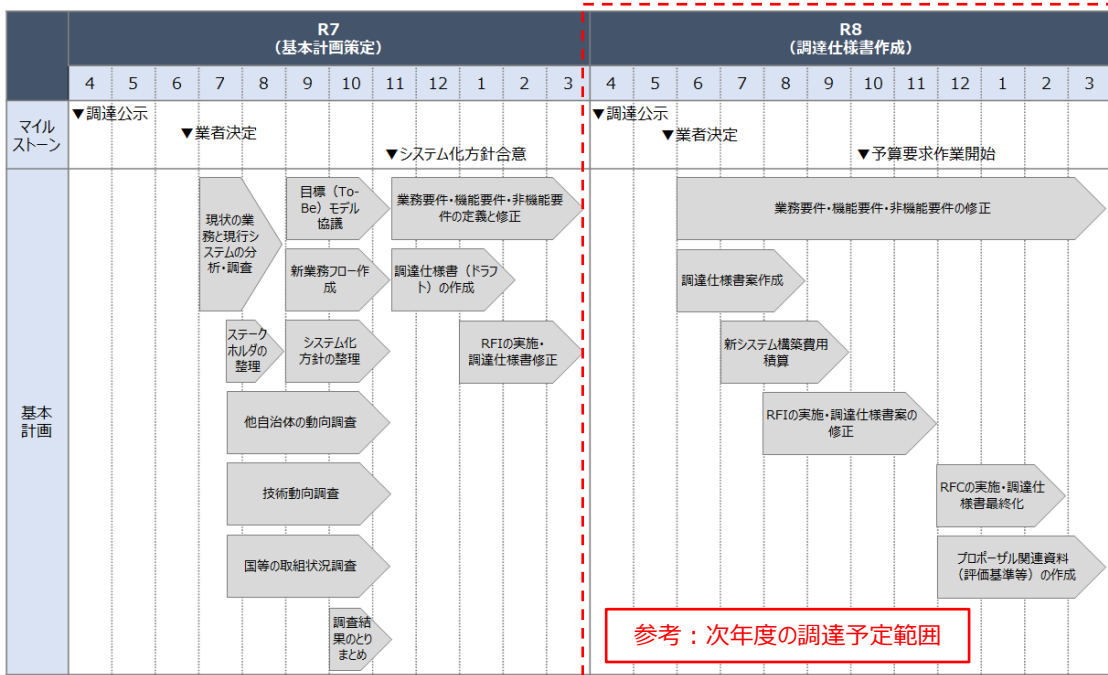 R7
（基本計画策定）
R8
（調達仕様書作成）
4 5 6 7 8 9 10 11 12 1 2 3
4 5 6 7 8 9 10 11 12 1 2 3
マイル
ストーン
▼調達公示
▼業者決定
▼システム化方針合意
▼調達公示
▼業者決定
▼予算要求作業開始
基本
計画
現状の業
務と現行シ
ステムの分
析・調査
目標（To-
Be）モデル
協議
業務要件・機能要件・非機能要
件の定義と修正
新業務フロー作
成
調達仕様書（ドラフ
ト）の作成
ステーク
ホルダの
整理
システム化
方針の整理
RFIの実施・
調達仕様書修正
他自治体の動向調査
技術動向調査
国等の取組状況調査
調査結
果のとり
まとめ
業務要件・機能要件・非機能要件の修正
調達仕様書案作成
新システム構築費用
積算
RFIの実施・調達仕様書案の
修正
RFCの実施・調達仕
様書最終化
プロポーザル関連資料
（評価基準等）の作成
参考：次年度の調達予定範囲